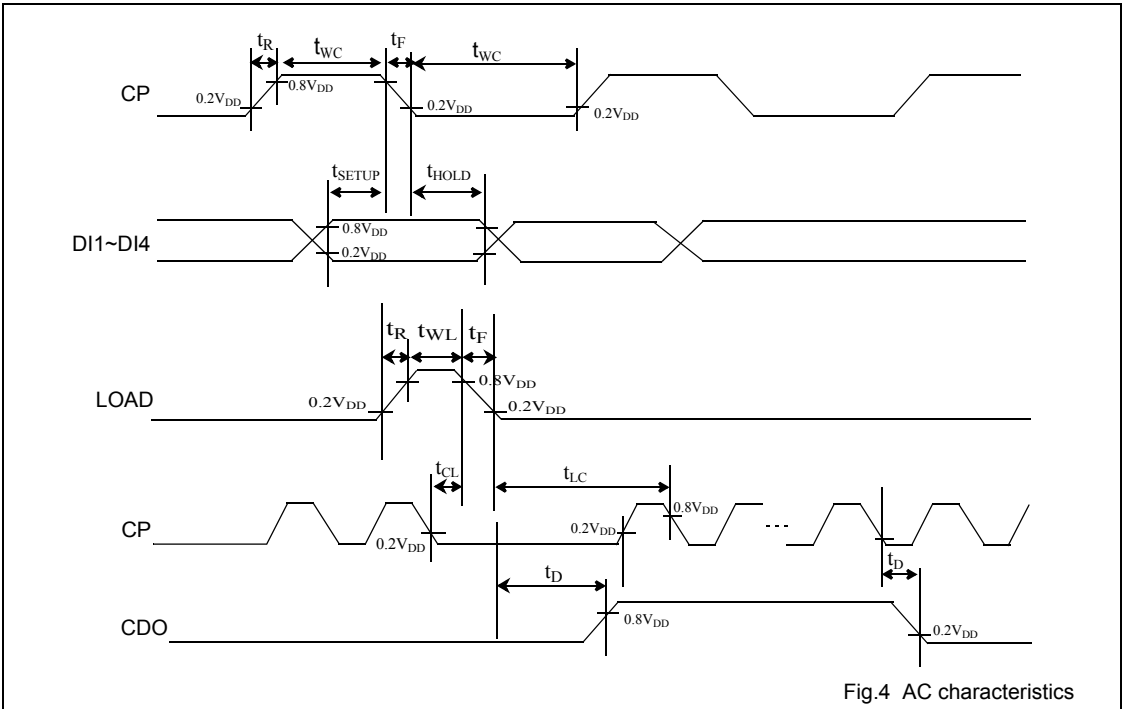 tR tWC tF tWC
CP
0.8VDD
0.2VDD 0.2VDD 0.2VDD
tSETUP tHOLD
DI1~DI4
0.8VDD
0.2VDD
tR tWL tF
LOAD
0.8VDD
0.2VDD 0.2VDD
tCL tLC
CP
0.8VDD
0.2VDD 0.2VDD
tD tD
CDO
0.8VDD 0.2VDD
Fig.4 AC characteristics